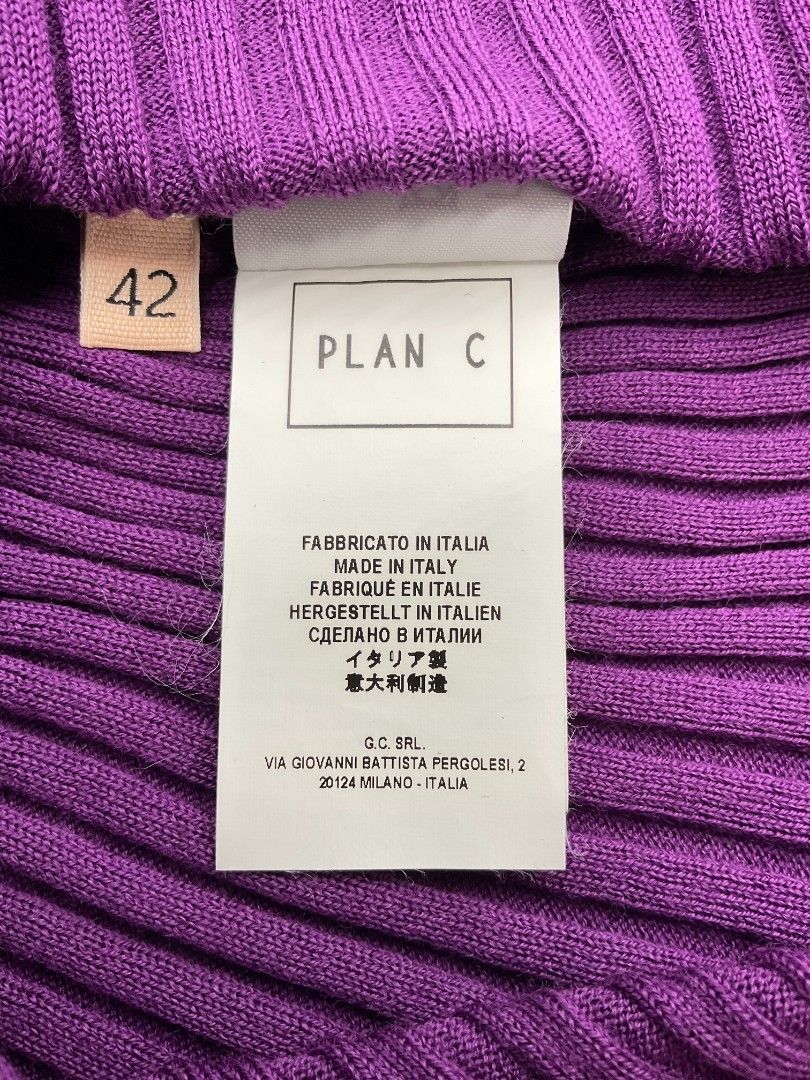 42
PLAN C
FABBRICATO IN ITALIA
MADE IN ITALY
FABRIQUÉ EN ITALIE
HERGESTELLT IN ITALIEN
СДЕЛАНО В ИТАЛИИ
イタリア製
意大利制造
G.C. SRL.
VIA GIOVANNI BATTISTA PERGOLESI, 2
20124 MILANO - ITALIA